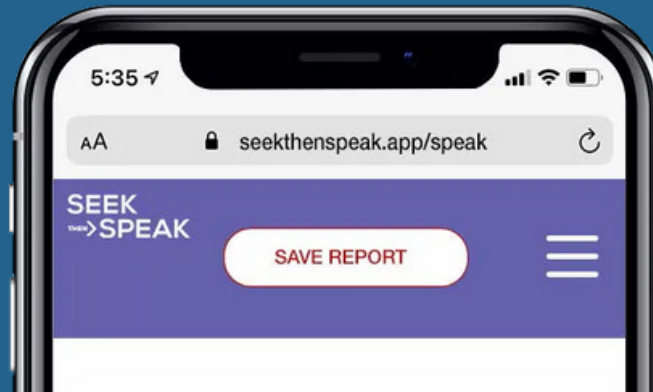 5:35
AA seekthenspeak.app/speak
SEEK
THEN SPEAK
SAVE REPORT